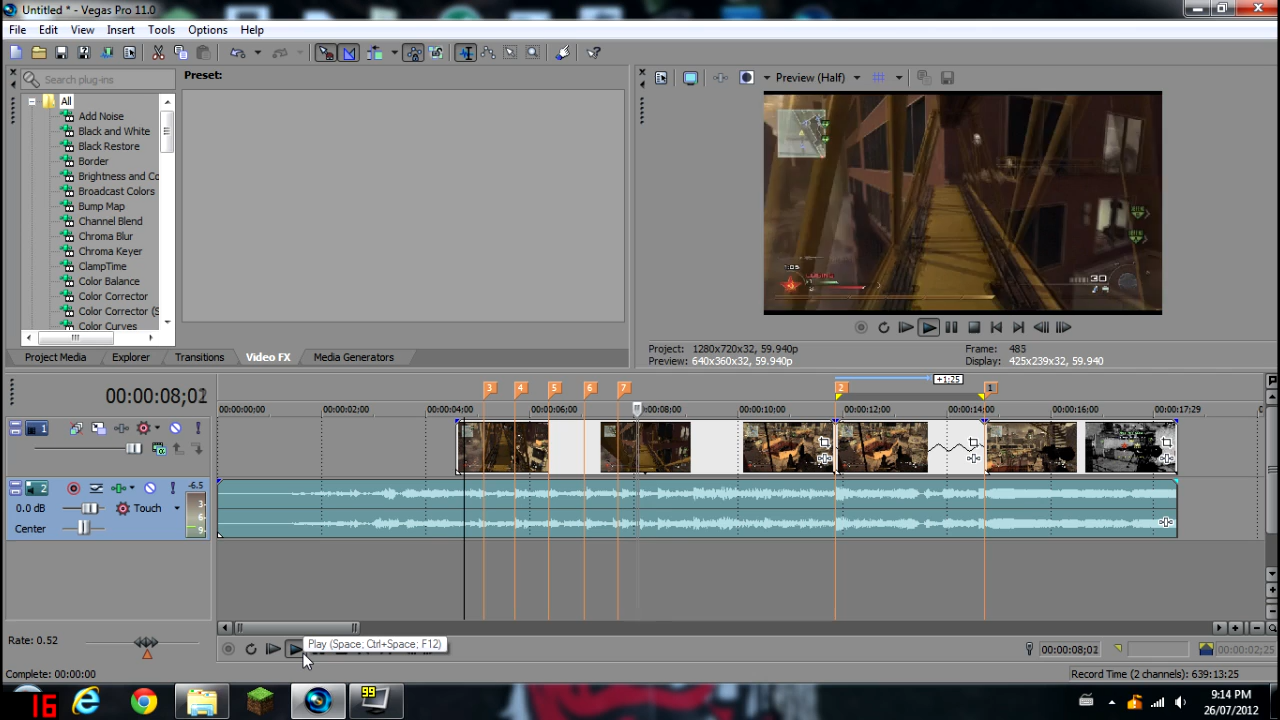 Untitled * - Vegas Pro 11.0
File Edit View Insert Tools Options Help
Search plug-ins
Preset:
Preview (Half)
All
Add Noise
Black and White
Black Restore
Border
Brightness and Co
Broadcast Colors
Bump Map
Channel Blend
Chroma Blur
Chroma Keyer
ClampTime
Color Balance
Color Corrector
Color Corrector (S
Color Curves
Project Media Explorer Transitions Video FX Media Generators
Project: 1280x720x32, 59.940p
Preview: 640x360x32, 59.940p
Frame: 485
Display: 425x239x32, 59.940
00:00:08;02
+1:25
3 4 5 6 7 2 1
00:00:00;00 00:00:02;00 00:00:04;00 00:00:06;00 00:00:08;00 00:00:10;00 00:00:12;00 00:00:14;00 00:00:16;00 00:00:17:29
1
2
-6.5
0.0 dB Touch
Center
3
6
9
Rate: 0.52
Play (Space; Ctrl+Space; F12)
00:00:08;02
00:00:02;25
Complete: 00:00:00
Record Time (2 channels): 639:13:25
16
99
9:14 PM
26/07/2012